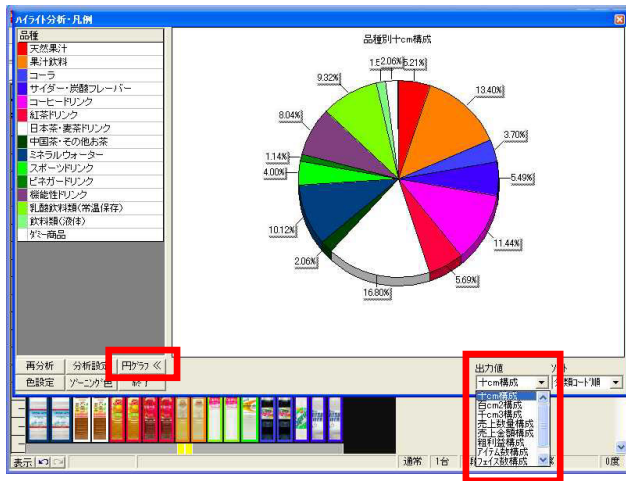 ハイライト分析・凡例
品種
天然果汁
果汁飲料
コーラ
サイダー・炭酸フレーバー
コーヒードリンク
紅茶ドリンク
日本茶・麦茶ドリンク
中国茶・その他お茶
ミネラルウォーター
スポーツドリンク
ビネガードリンク
機能性ドリンク
乳酸飲料類(常温保存)
飲料類(液体)
ダミー商品
品種別十cm構成
2.06%
5.21%
13.40%
3.70%
5.49%
11.44%
5.69%
16.80%
2.06%
10.12%
4.00%
1.14%
8.04%
9.32%
再分析 分析設定 円グラフ ≪
色設定 ゾーニング色 終了
出力値
十cm構成
十cm構成
百cm2構成
千cm3構成
売上数量構成
売上金額構成
粗利益構成
アイテム数構成
フェイス数構成
表示 通常 1台 0度